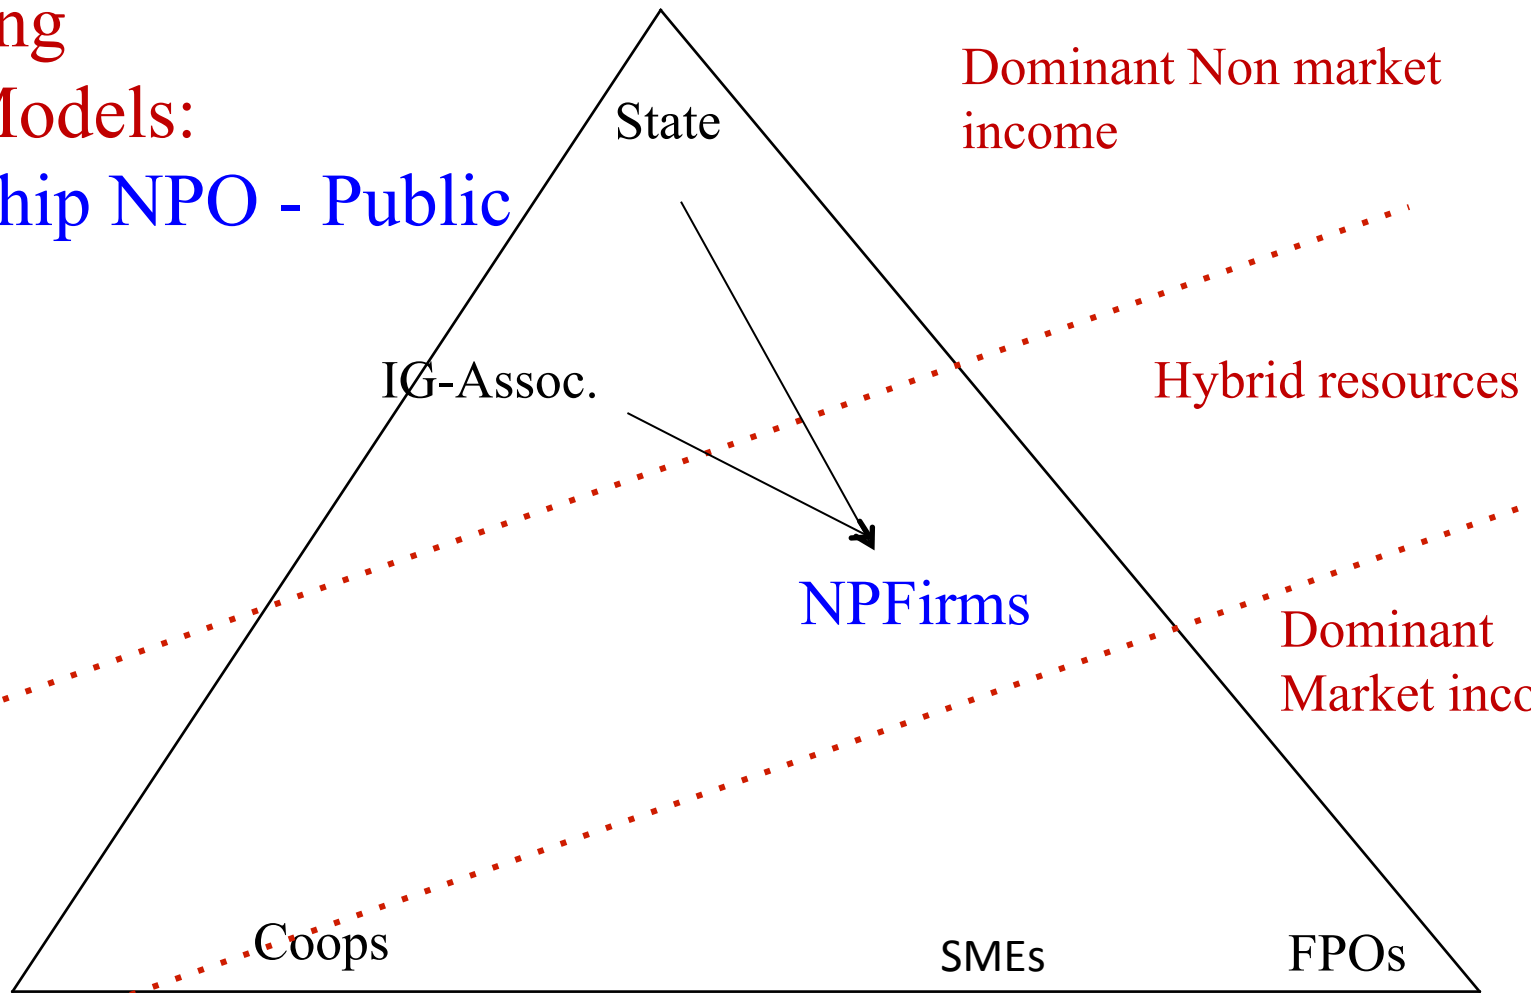 ng
Models:
hip NPO - Public
Dominant Non market
income
State
IG-Assoc.
Hybrid resources
NPFirms
Dominant
Market inco
Coops
SMEs
FPOs